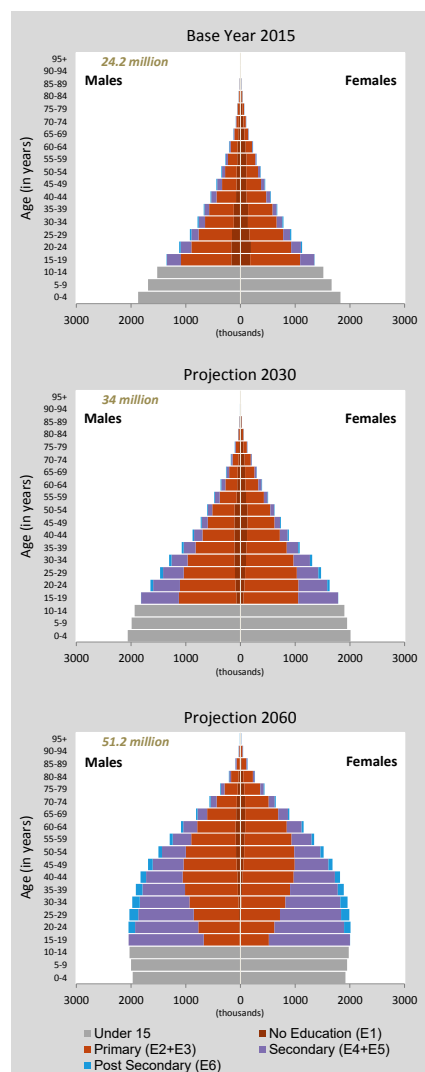 Base Year 2015
24.2 million
Males
Females
Age (in years)
95+
90-94
85-89
80-84
75-79
70-74
65-69
60-64
55-59
50-54
45-49
40-44
35-39
30-34
25-29
20-24
15-19
10-14
5-9
0-4
3000 2000 1000 0 1000 2000 3000
(thousands)
Projection 2030
34 million
Males
Females
Age (in years)
95+
90-94
85-89
80-84
75-79
70-74
65-69
60-64
55-59
50-54
45-49
40-44
35-39
30-34
25-29
20-24
15-19
10-14
5-9
0-4
3000 2000 1000 0 1000 2000 3000
(thousands)
Projection 2060
51.2 million
Males
Females
Age (in years)
95+
90-94
85-89
80-84
75-79
70-74
65-69
60-64
55-59
50-54
45-49
40-44
35-39
30-34
25-29
20-24
15-19
10-14
5-9
0-4
3000 2000 1000 0 1000 2000 3000
(thousands)
Under 15 No Education (E1)
Primary (E2+E3) Secondary (E4+E5)
Post Secondary (E6)